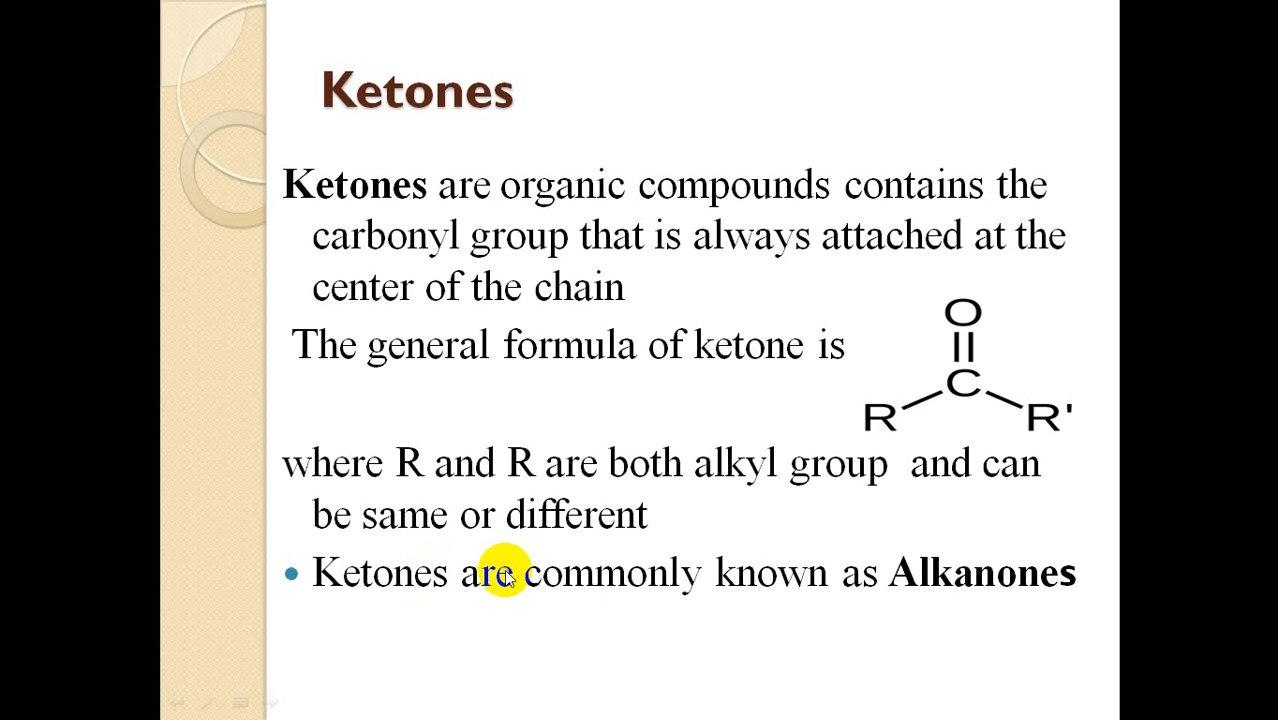 Ketones
Ketones are organic compounds contains the
carbonyl group that is always attached at the
center of the chain
The general formula of ketone is
O
C
R R'
where R and R are both alkyl group and can
be same or different
• Ketones are commonly known as Alkanones